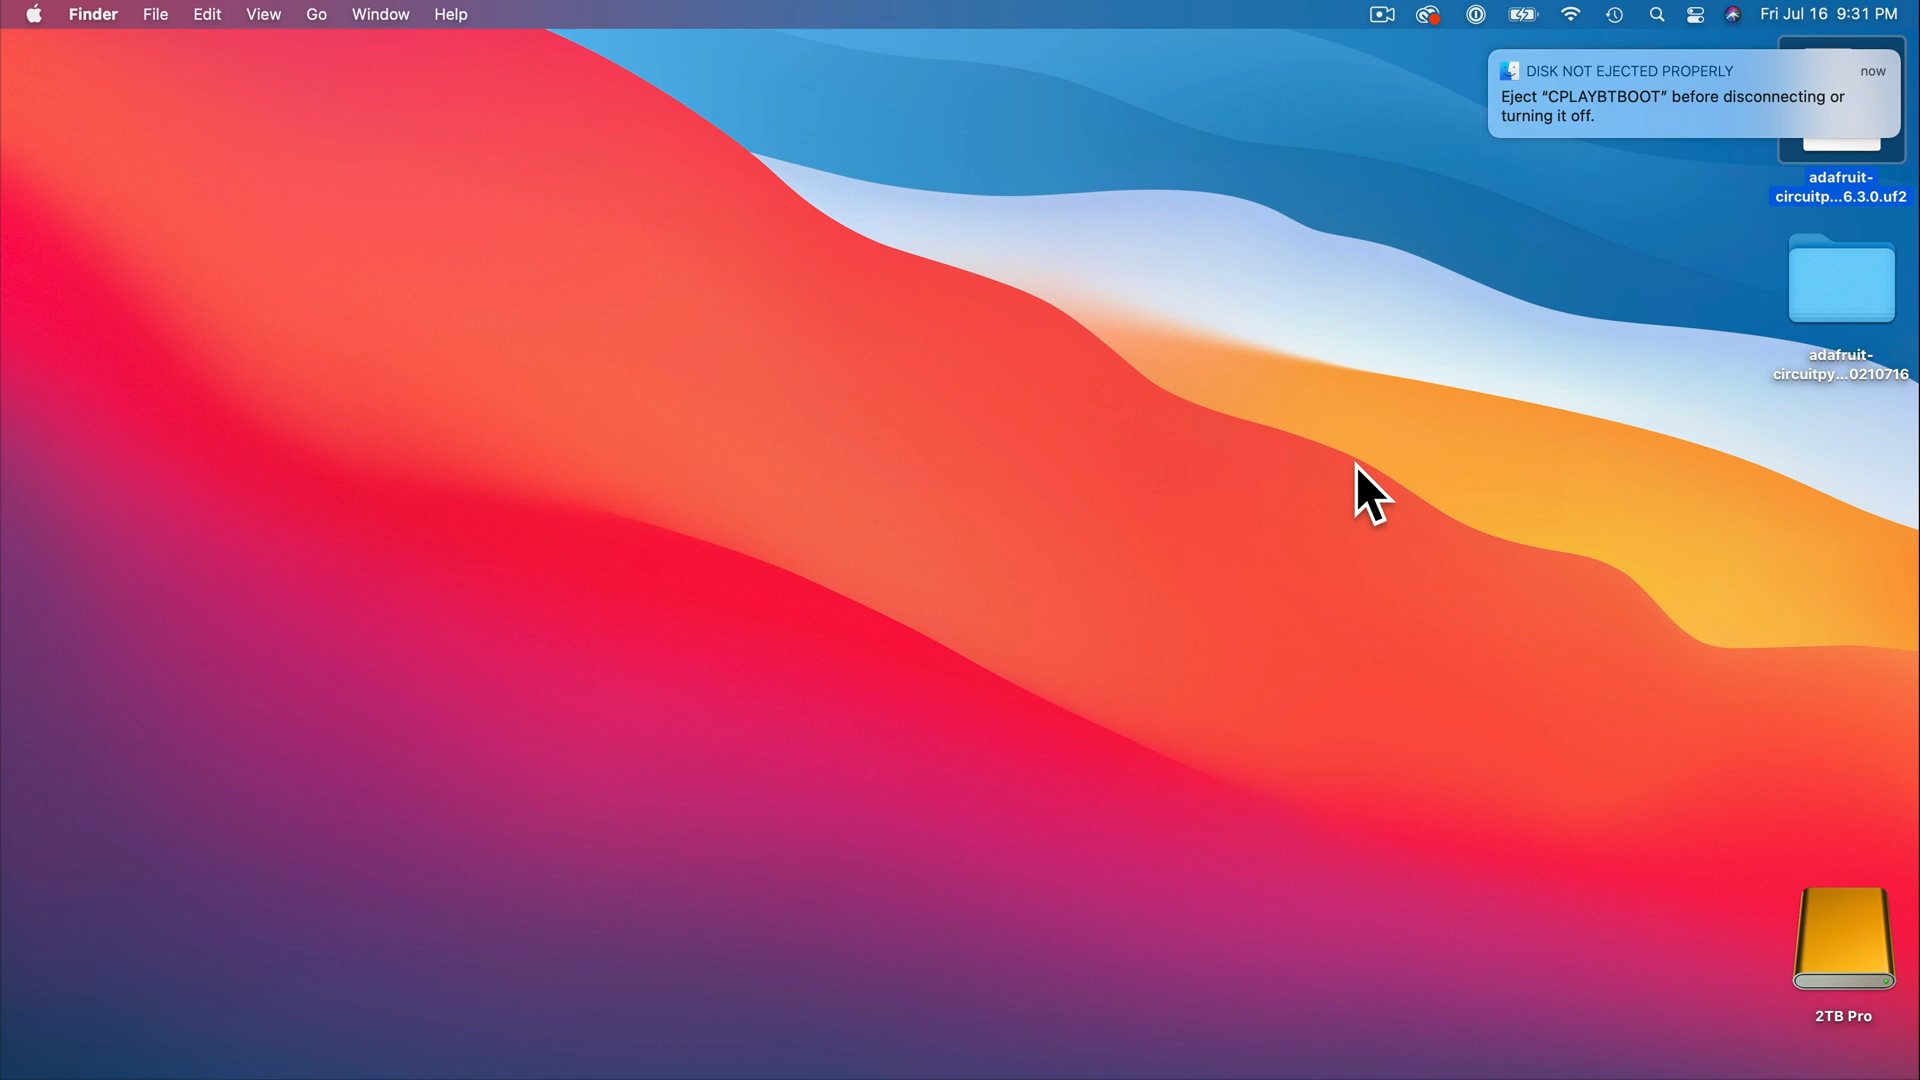 Finder File Edit View Go Window Help Fri Jul 16 9:31 PM
DISK NOT EJECTED PROPERLY now
Eject “CPLAYBTBOOT” before disconnecting or
turning it off.
adafruit-
circuitp...6.3.0.uf2
adafruit-
circuitpy...0210716
2TB Pro